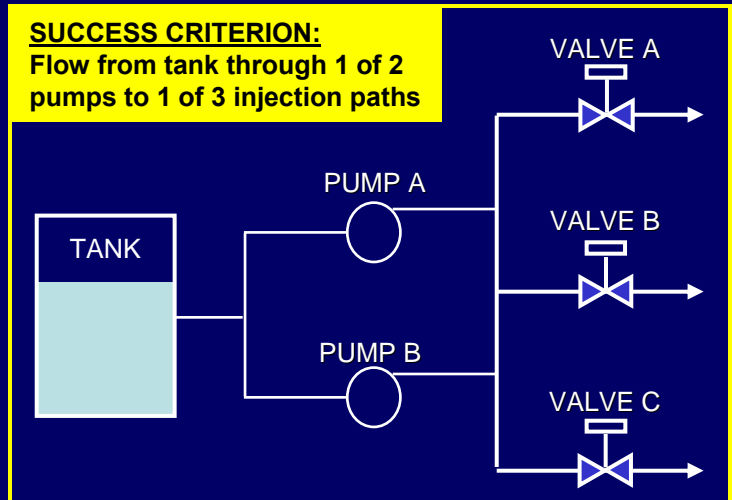 SUCCESS CRITERION:
Flow from tank through 1 of 2
pumps to 1 of 3 injection paths
VALVE A
PUMP A
VALVE B
TANK
PUMP B
VALVE C